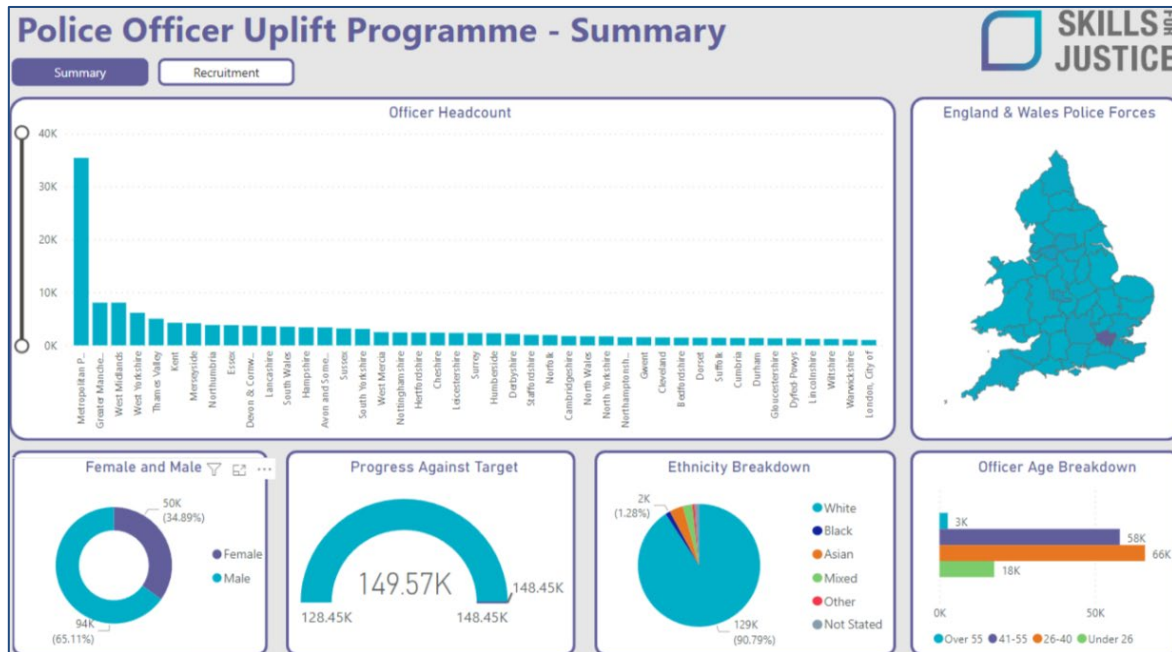 Police Officer Uplift Programme - Summary
SKILLS FOR
JUSTICE
Summary
Recruitment
Officer Headcount
40K
30K
20K
10K
0K
Metropolitan P...
Greater Manche...
West Midlands
West Yorkshire
Thames Valley
Kent
Merseyside
Northumbria
Essex
Devon & Cornw...
Lancashire
South Wales
Hampshire
Avon and Some...
Sussex
South Yorkshire
West Mercia
Nottinghamshire
Hertfordshire
Cheshire
Leicestershire
Surrey
Humberside
Derbyshire
Staffordshire
Norfolk
Cambridgeshire
North Wales
North Yorkshire
Northamptonsh...
Gwent
Cleveland
Bedfordshire
Dorset
Suffolk
Cumbria
Durham
Gloucestershire
Dyfed-Powys
Lincolnshire
Wiltshire
Warwickshire
London, City of
England & Wales Police Forces
Female and Male
50K
(34.89%)
Female
Male
94K
(65.11%)
Progress Against Target
149.57K
148.45K
128.45K
148.45K
Ethnicity Breakdown
2K
(1.28%)
129K
(90.79%)
White
Black
Asian
Mixed
Other
Not Stated
Officer Age Breakdown
3K
58K
66K
18K
0K
50K
Over 55
41-55
26-40
Under 26